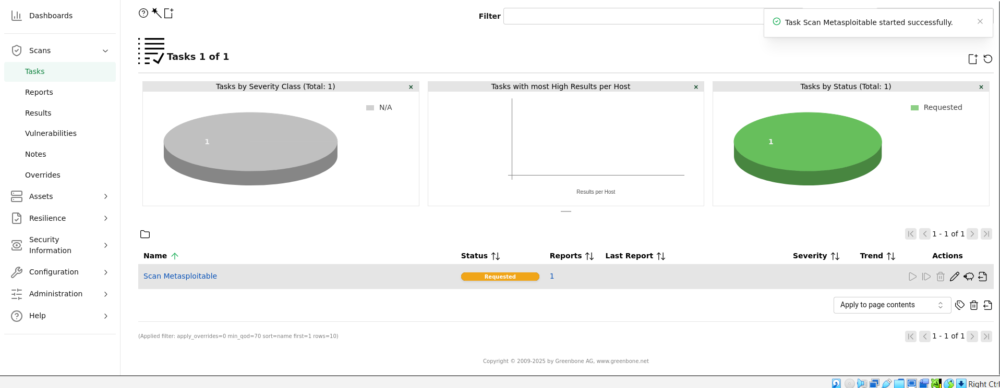 Dashboards
Scans
Tasks
Reports
Results
Vulnerabilities
Notes
Overrides
Assets
Resilience
Security
Information
Configuration
Administration
Help
Filter
Task Scan Metasploitable started successfully.
Tasks 1 of 1
Tasks by Severity Class (Total: 1)
N/A
1
Tasks with most High Results per Host
Results per Host
Tasks by Status (Total: 1)
Requested
1
1 - 1 of 1
Name Status Reports Last Report Severity Trend Actions
Scan Metasploitable Requested 1
Apply to page contents
(Applied filter: apply_overrides=0 min_qod=70 sort=name first=1 rows=10)
1 - 1 of 1
Copyright © 2009-2025 by Greenbone AG, www.greenbone.net
Right Ctrl